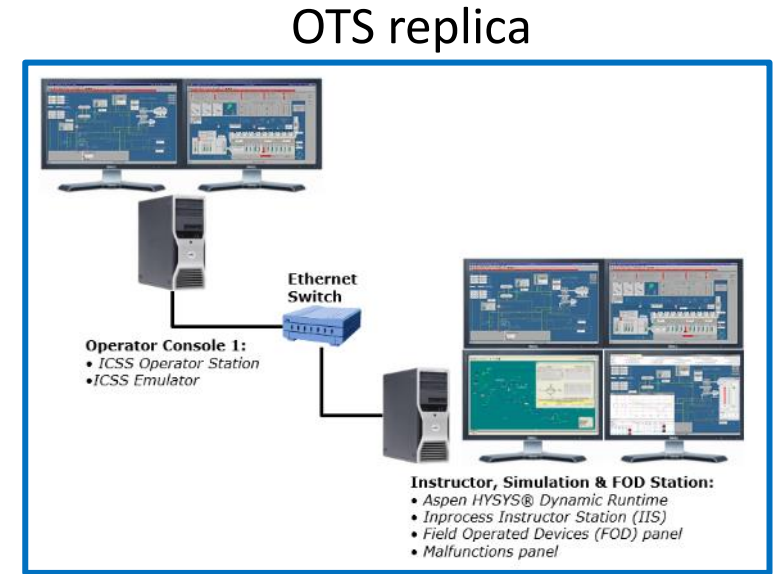 OTS replica
Ethernet
Switch
Operator Console 1:
• ICSS Operator Station
•ICSS Emulator
Instructor, Simulation & FOD Station:
• Aspen HYSYS® Dynamic Runtime
• Inprocess Instructor Station (IIS)
• Field Operated Devices (FOD) panel
• Malfunctions panel